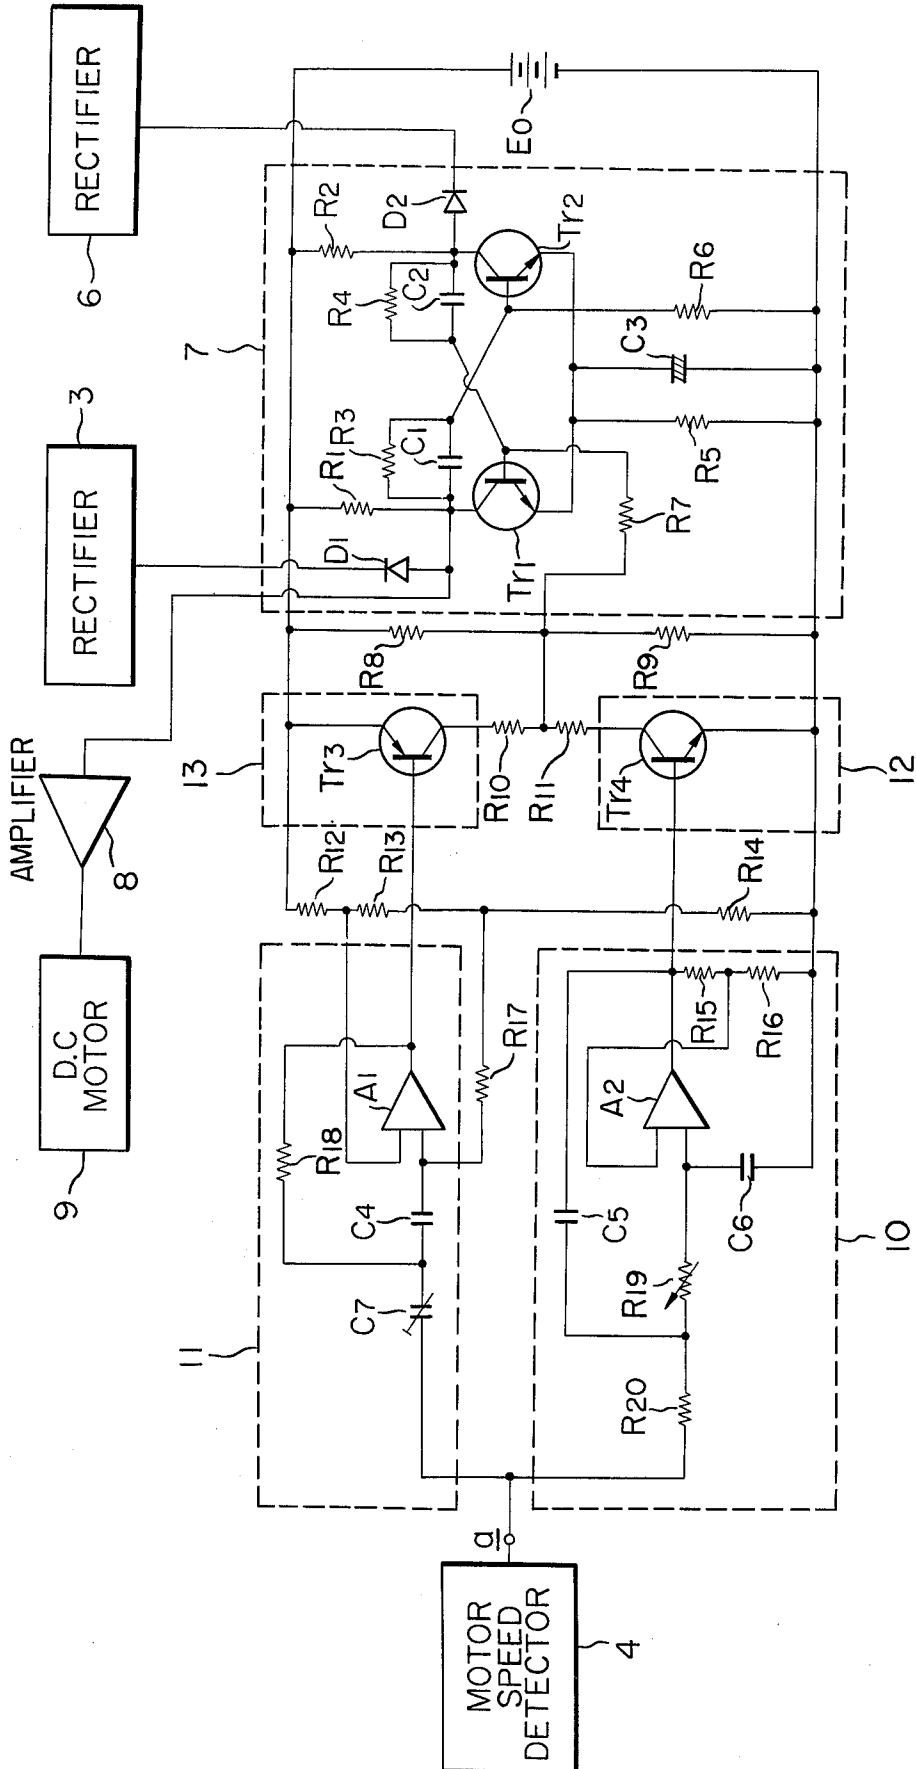 RECTIFIER
6
RECTIFIER
3
AMPLIFIER
8
D.C
MOTOR
9
E0
7
R2
D2
Tr2
R4
C2
R6
C3
R1
R3
C1
D1
Tr1
R5
R7
R8
R9
13
Tr3
R10
R11
Tr4
12
R12
R13
R14
11
R18
A1
R17
C4
C7
A2
R15
R16
C5
C6
R19
R20
10
a
MOTOR
SPEED
DETECTOR
4